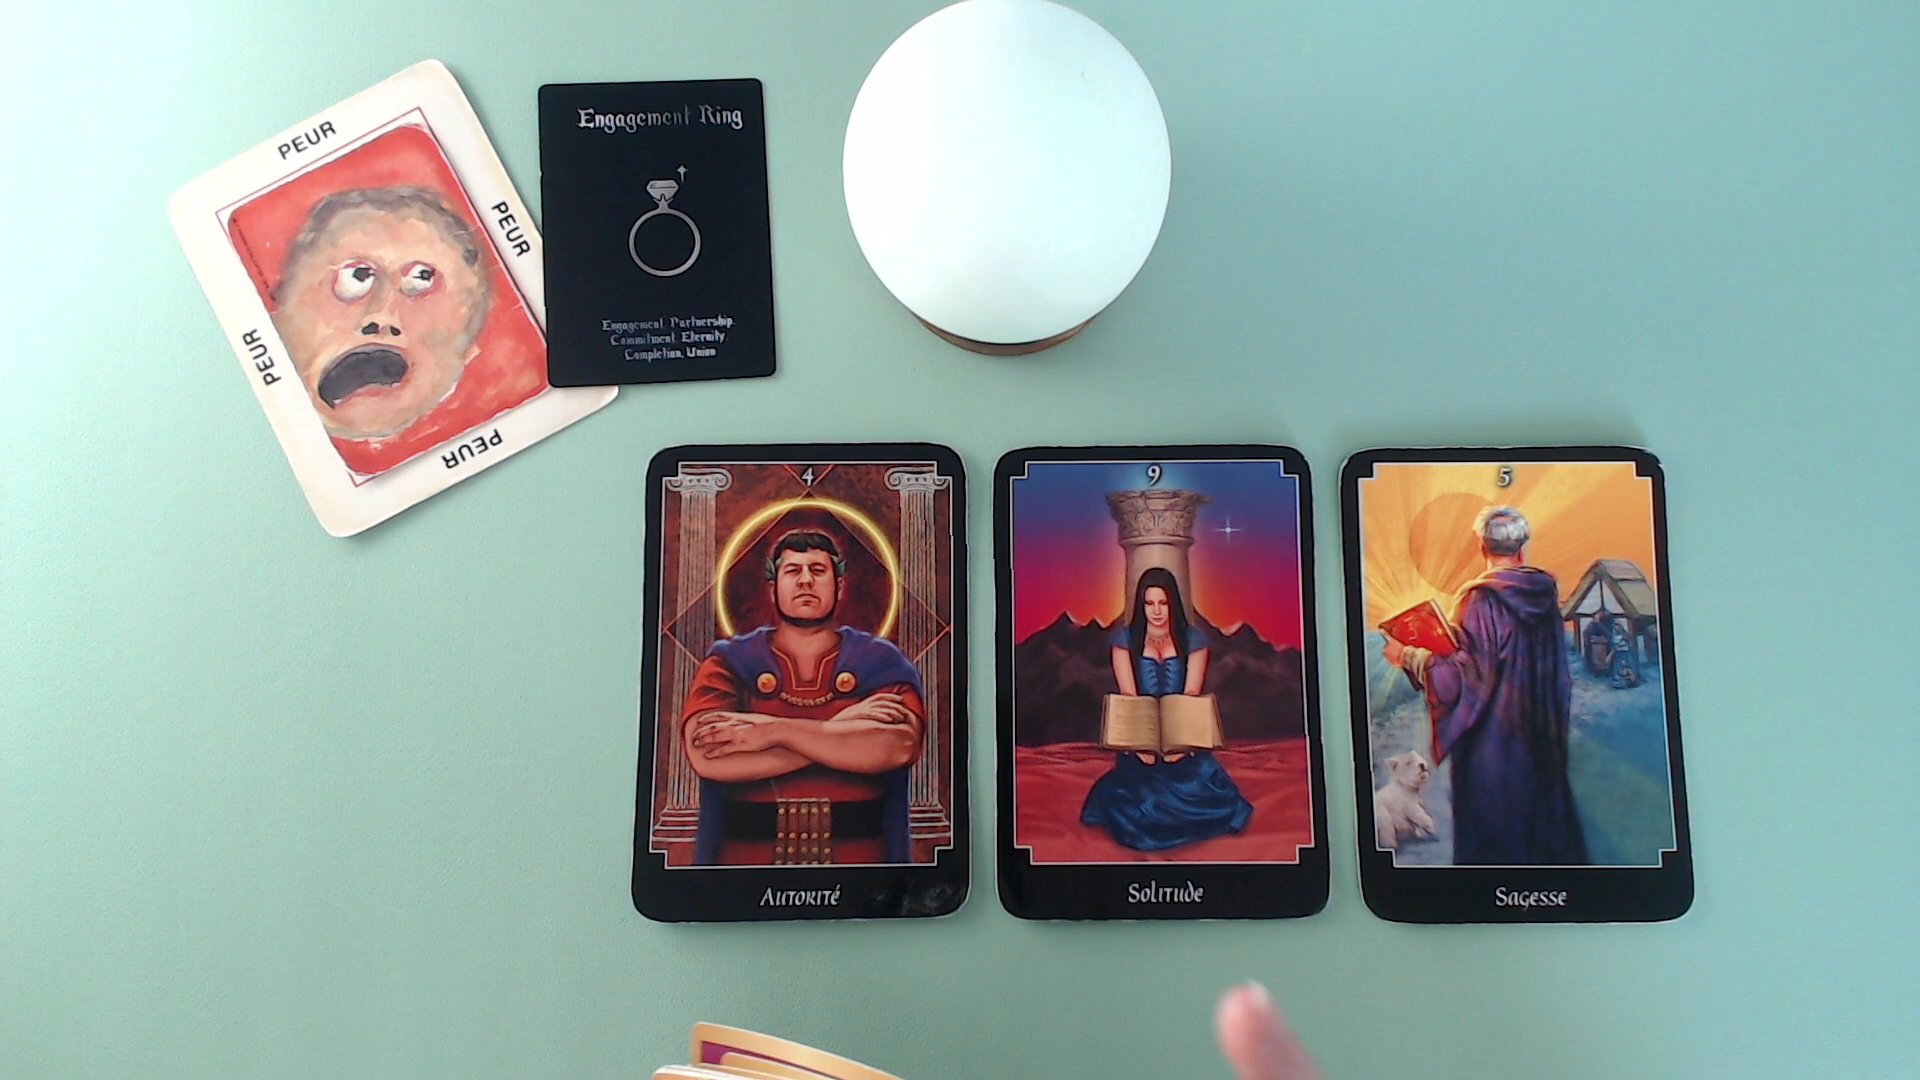 PEUR
PEUR
PEUR
PEUR
Engagement Ring
Engagement, Partnership,
Commitment, Eternity,
Completion, Union
4
Autorité
9
Solitude
5
Sagesse